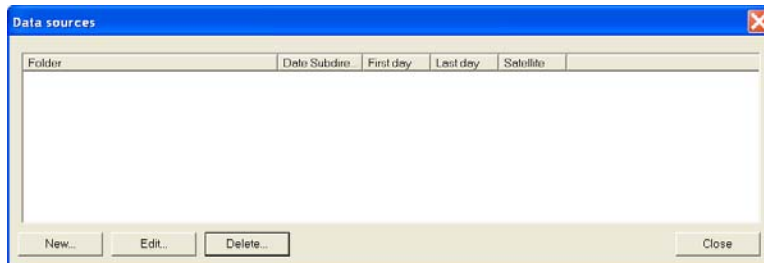 Data sources
Folder Date Subdire... First day Last day Satellite
New... Edit... Delete... Close